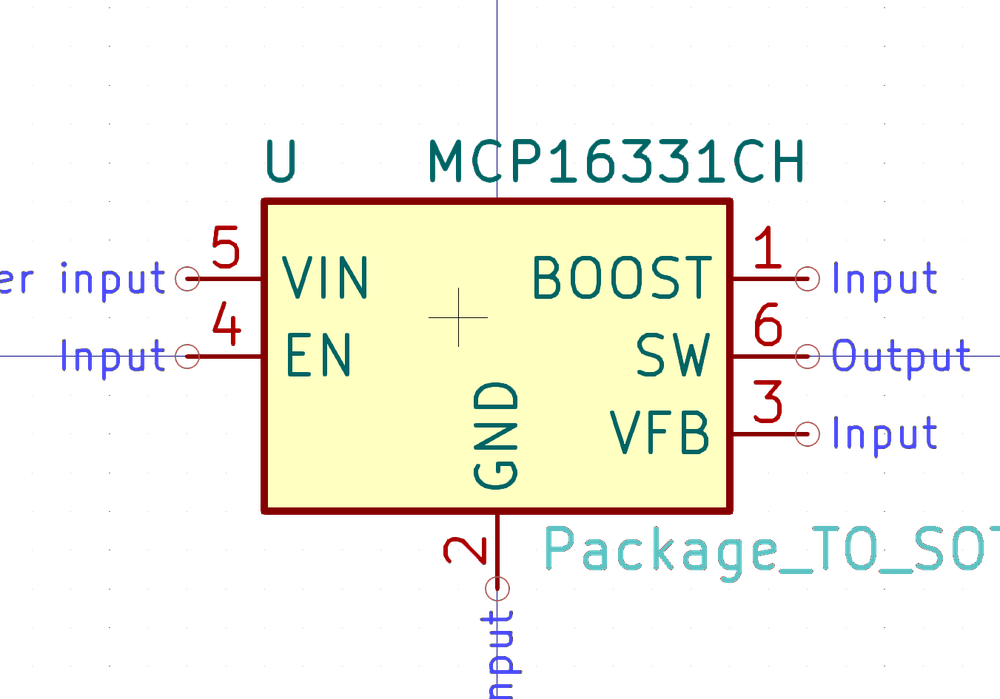 U MCP16331CH
5 1
er input VIN BOOST Input
4 6
Input EN SW Output
3
GND VFB Input
2 Package_TO_SO
nput